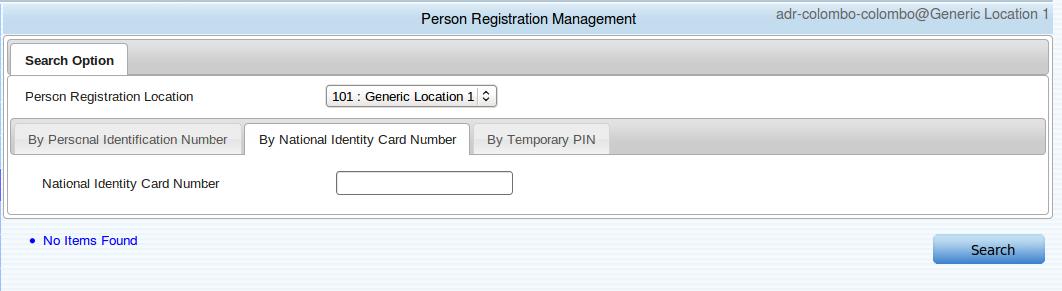 Person Registration Management
adr-colombo-colombo@Generic Location 1
Search Option
Person Registration Location
101 : Generic Location 1
By Personal Identification Number
By National Identity Card Number
By Temporary PIN
National Identity Card Number
No Items Found
Search